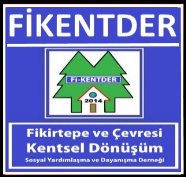 FİKENTDER
Fi-KENTDER
2014
Fikirtepe ve Çevresi
Kentsel Dönüşüm
Sosyal Yardımlaşma ve Dayanışma Derneği